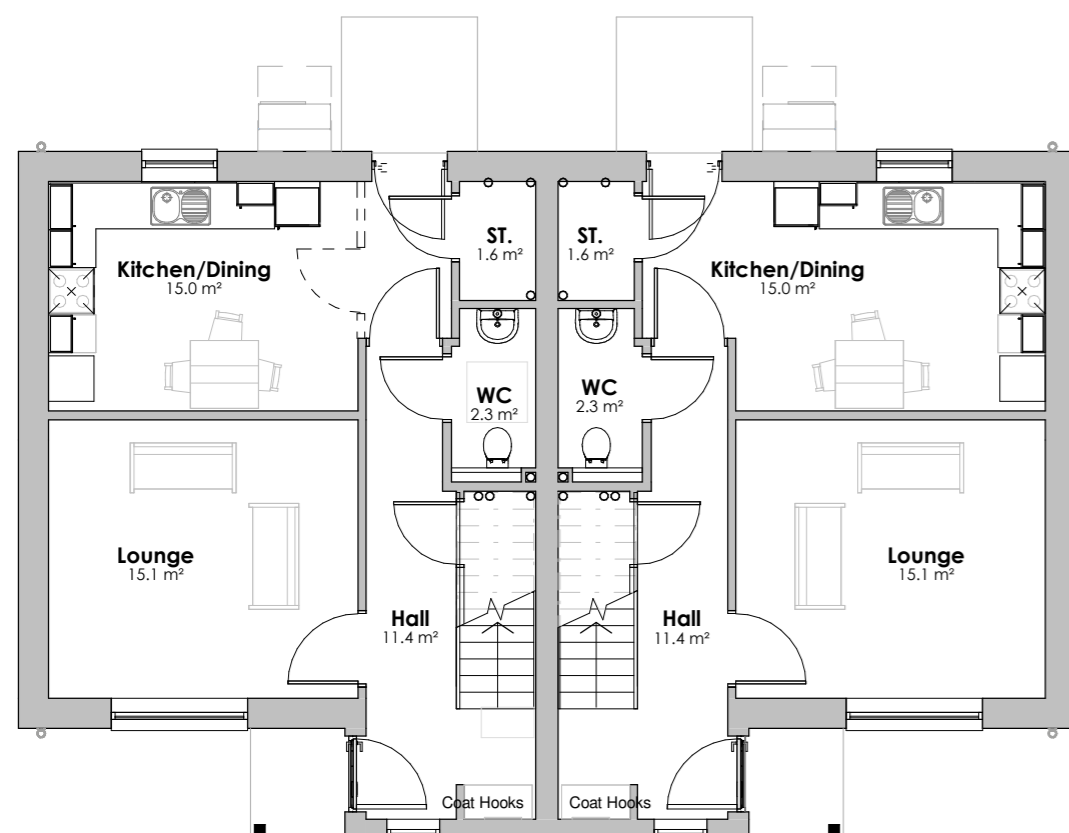 ST.
1.6 m²
ST.
1.6 m²
Kitchen/Dining
15.0 m²
Kitchen/Dining
15.0 m²
WC
2.3 m²
WC
2.3 m²
Lounge
15.1 m²
Lounge
15.1 m²
Hall
11.4 m²
Hall
11.4 m²
Coat Hooks
Coat Hooks